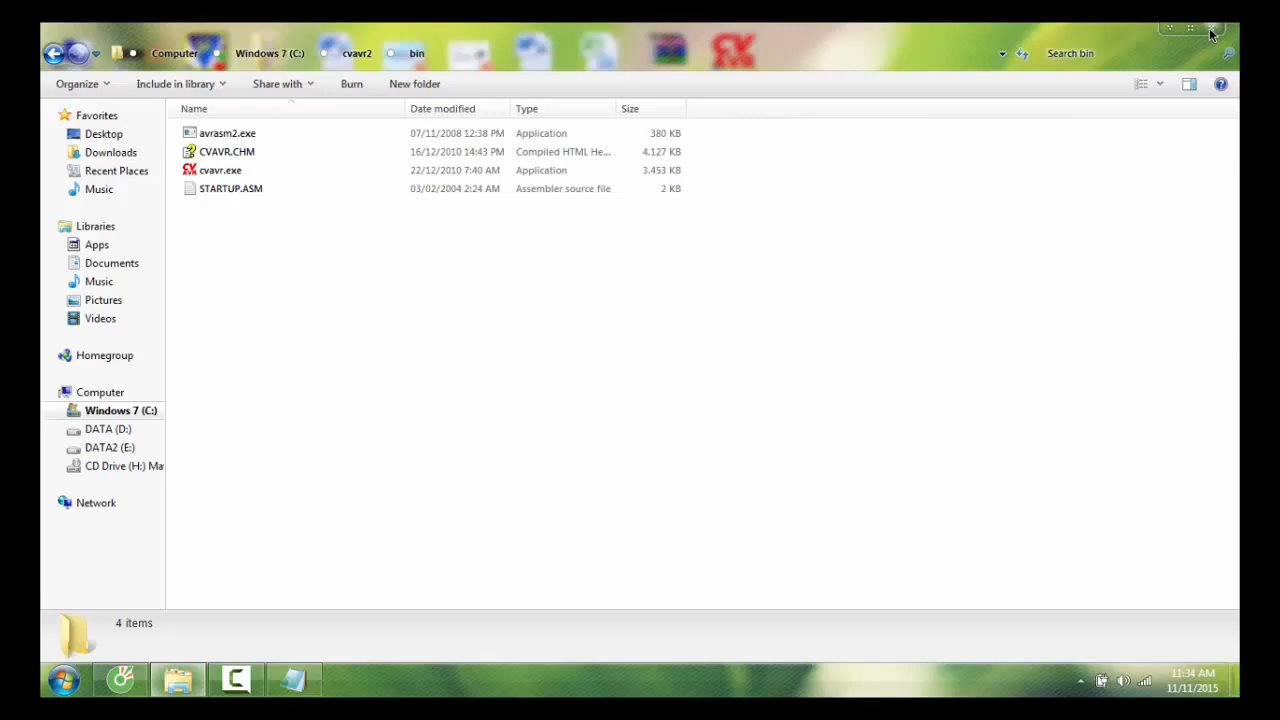 Computer Windows 7 (C:) cvavr2 bin Search bin
Organize Include in library Share with Burn New folder
Favorites
Desktop
Downloads
Recent Places
Music
Libraries
Apps
Documents
Music
Pictures
Videos
Homegroup
Computer
Windows 7 (C:)
DATA (D:)
DATA2 (E:)
CD Drive (H:) Ma
Network
Name Date modified Type Size
avrasm2.exe 07/11/2008 12:38 PM Application 380 KB
CVAVR.CHM 16/12/2010 14:43 PM Compiled HTML He... 4.127 KB
cvavr.exe 22/12/2010 7:40 AM Application 3.453 KB
STARTUP.ASM 03/02/2004 2:24 AM Assembler source file 2 KB
4 items
11:34 AM
11/11/2015